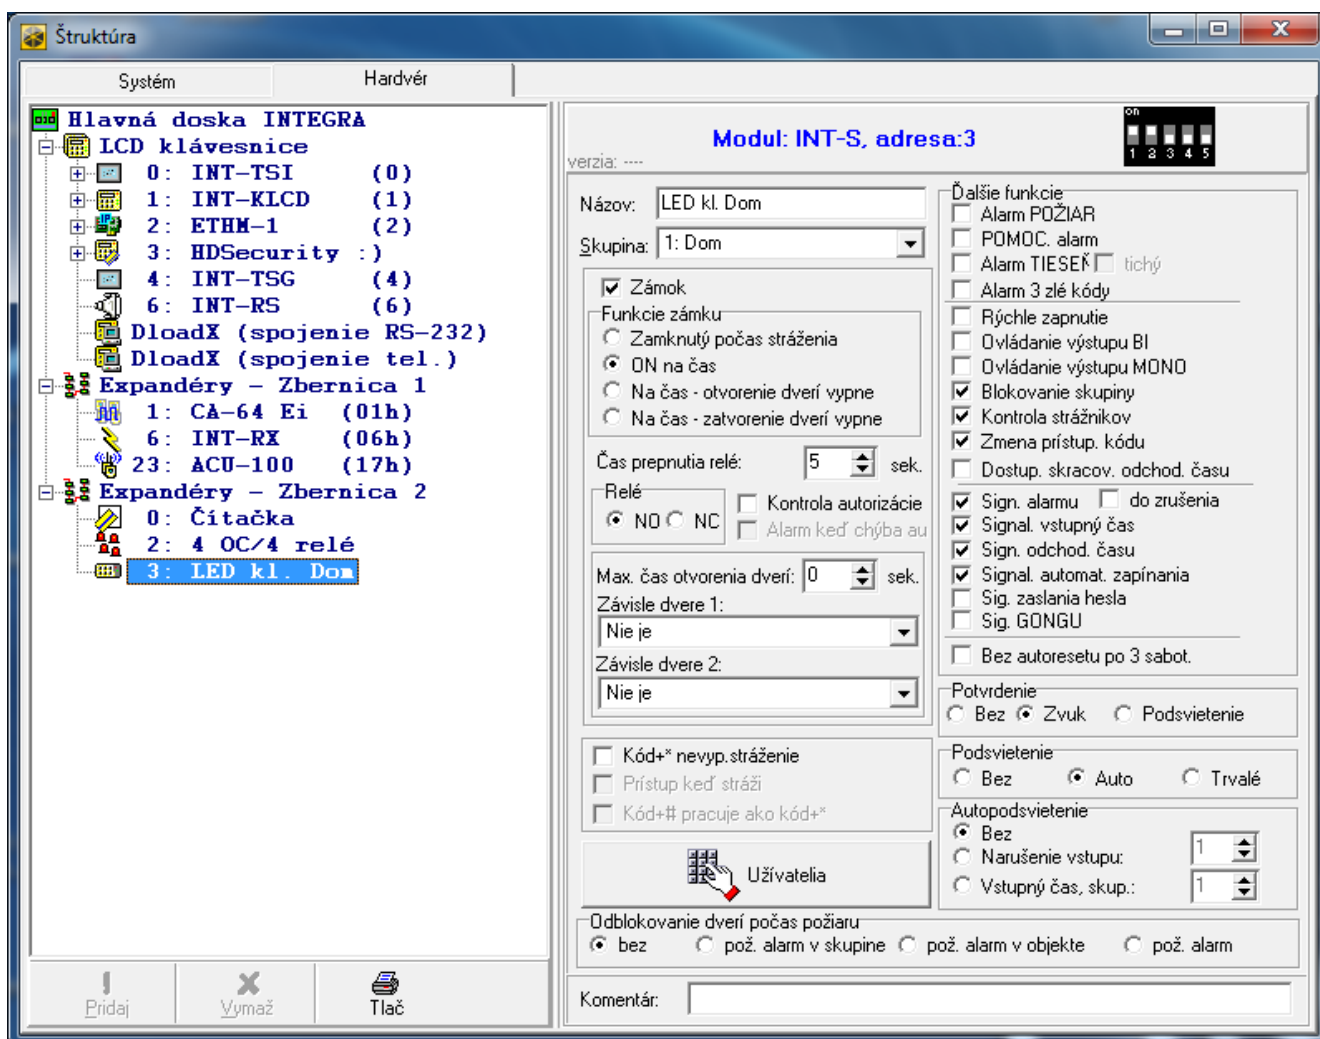 Štruktúra
Systém
Hardvér
Hlavná doska INTEGRA
LCD klávesnice
0: INT-TSI (0)
1: INT-KLCD (1)
2: ETHM-1 (2)
3: HDSecurity :)
4: INT-TSG (4)
6: INT-RS (6)
DloadX (spojenie RS-232)
DloadX (spojenie tel.)
Expandéry - Zbernica 1
1: CA-64 Ei (01h)
6: INT-RX (06h)
23: ACU-100 (17h)
Expandéry - Zbernica 2
0: Čítačka
2: 4 OC/4 relé
3: LED kl. Dom
Pridaj
Vymaž
Tlač
Modul: INT-S, adresa:3
verzia: ----
on
1 2 3 4 5
Názov: LED kl. Dom
Skupina: 1: Dom
Zámok
Funkcie zámku
Zamknutý počas stráženia
ON na čas
Na čas - otvorenie dverí vypne
Na čas - zatvorenie dverí vypne
Čas prepnutia relé: 5 sek.
Relé
NO NC
Kontrola autorizácie
Alarm keď chýba au
Max. čas otvorenia dverí: 0 sek.
Závisle dvere 1:
Nie je
Závisle dvere 2:
Nie je
Kód+* nevyp.stráženie
Prístup keď stráži
Kód+# pracuje ako kód+*
Užívatelia
Ďalšie funkcie
Alarm POŽIAR
POMOC. alarm
Alarm TIESEŇ tichý
Alarm 3 zlé kódy
Rýchle zapnutie
Ovládanie výstupu BI
Ovládanie výstupu MONO
Blokovanie skupiny
Kontrola strážnikov
Zmena prístup. kódu
Dostup. skracov. odchod. času
Sign. alarmu do zrušenia
Signal. vstupný čas
Sign. odchod. času
Signal. automat. zapínania
Sig. zaslania hesla
Sig. GONGU
Bez autoresetu po 3 sabot.
Potvrdenie
Bez Zvuk Podsvietenie
Podsvietenie
Bez Auto Trvalé
Autopodsvietenie
Bez
Narušenie vstupu: 1
Vstupný čas, skup.: 1
Odblokovanie dverí počas požiaru
bez pož. alarm v skupine pož. alarm v objekte pož. alarm
Komentár: